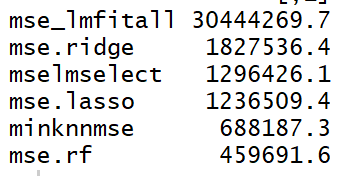 mse_lmfitall 30444269.7
mse.ridge 1827536.4
mselmselect 1296426.1
mse.lasso 1236509.4
minknnmse 688187.3
mse.rf 459691.6